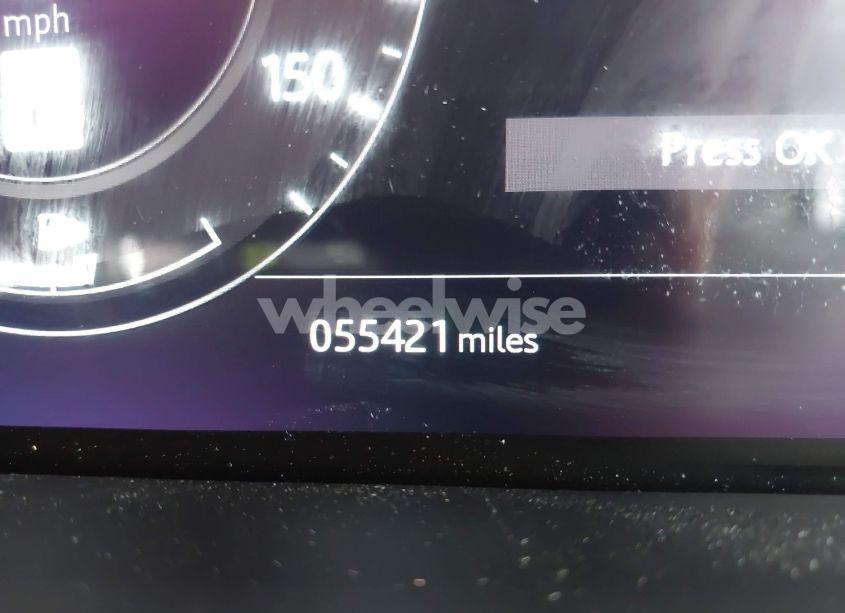 mph
150
Press OK
wheelwise
055421 miles